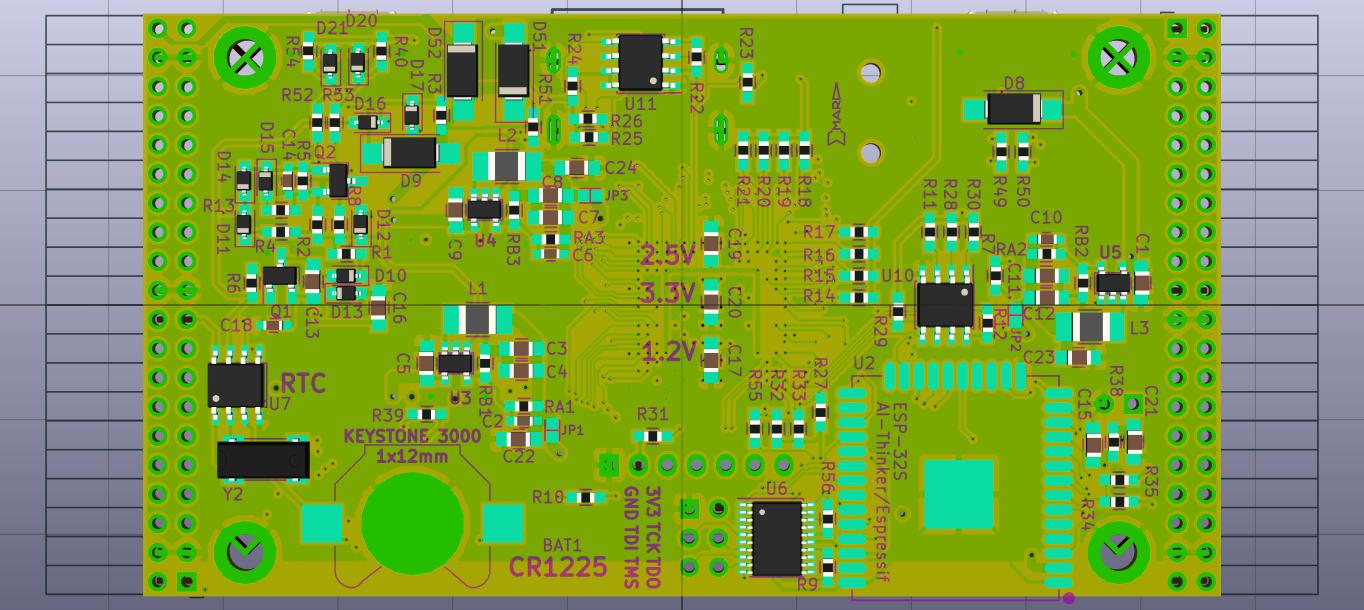 D20
D21
D52
D51
R23
R54
R40
R24
R3
D17
R51
R22
U11
D8
R52
R53
D16
R26
R25
MARA
L2
D15
C14
R5
Q2
D14
D9
C24
C8
R13
R8
JP3
C7
R21
R20
R19
R18
R49
R50
R11
R28
R30
C10
D11
R4
R2
D12
R1
C9
U4
RB3
RA3
C6
2.5V
C19
R17
R16
R15
R14
R7
RA2
RB2
U5
C1
R6
D10
Q1
C13
D13
C16
L1
3.3V
C20
U10
C11
C12
R29
R12
JP2
L3
C18
C5
C3
C4
1.2V
C17
C23
RTC
U7
U3
RB1
RA1
C2
JP1
C22
R39
R31
R55
R32
R33
R27
U2
ESP-32S
AI-Thinker/Espressif
R38
C15
C21
KEYSTONE 3000
1x12mm
Y2
R10
3V3 TCK TDO
GND TDI TMS
U6
R56
R9
R35
R34
BAT1
CR1225